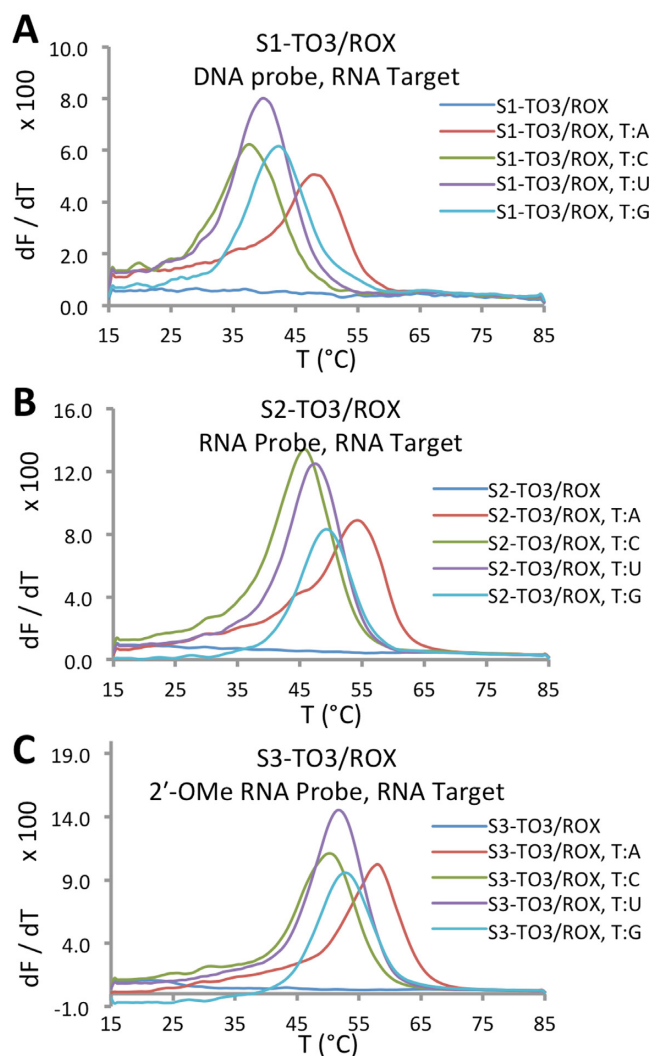 A
S1-TO3/ROX
DNA probe, RNA Target
10.0
8.0
6.0
4.0
2.0
0.0
x 100
dF / dT
S1-TO3/ROX
S1-TO3/ROX, T:A
S1-TO3/ROX, T:C
S1-TO3/ROX, T:U
S1-TO3/ROX, T:G
15 25 35 45 55 65 75 85
T (°C)
B
S2-TO3/ROX
RNA Probe, RNA Target
16.0
12.0
8.0
4.0
0.0
x 100
dF / dT
S2-TO3/ROX
S2-TO3/ROX, T:A
S2-TO3/ROX, T:C
S2-TO3/ROX, T:U
S2-TO3/ROX, T:G
15 25 35 45 55 65 75 85
T (°C)
C
S3-TO3/ROX
2′-OMe RNA Probe, RNA Target
19.0
14.0
9.0
4.0
-1.0
x 100
dF / dT
S3-TO3/ROX
S3-TO3/ROX, T:A
S3-TO3/ROX, T:C
S3-TO3/ROX, T:U
S3-TO3/ROX, T:G
15 25 35 45 55 65 75 85
T (°C)